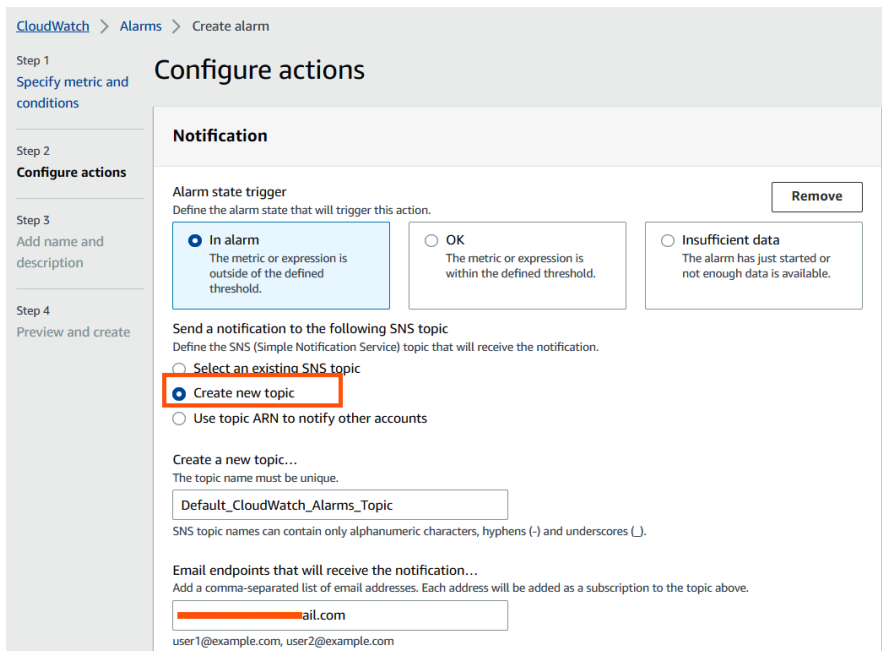 CloudWatch > Alarms > Create alarm
Step 1
Specify metric and
conditions
Step 2
Configure actions
Step 3
Add name and
description
Step 4
Preview and create
Configure actions
Notification
Alarm state trigger
Define the alarm state that will trigger this action.
Remove
In alarm
The metric or expression is
outside of the defined
threshold.
OK
The metric or expression is
within the defined threshold.
Insufficient data
The alarm has just started or
not enough data is available.
Send a notification to the following SNS topic
Define the SNS (Simple Notification Service) topic that will receive the notification.
Select an existing SNS topic
Create new topic
Use topic ARN to notify other accounts
Create a new topic…
The topic name must be unique.
Default_CloudWatch_Alarms_Topic
SNS topic names can contain only alphanumeric characters, hyphens (-) and underscores (_).
Email endpoints that will receive the notification…
Add a comma-separated list of email addresses. Each address will be added as a subscription to the topic above.
ail.com
user1@example.com, user2@example.com